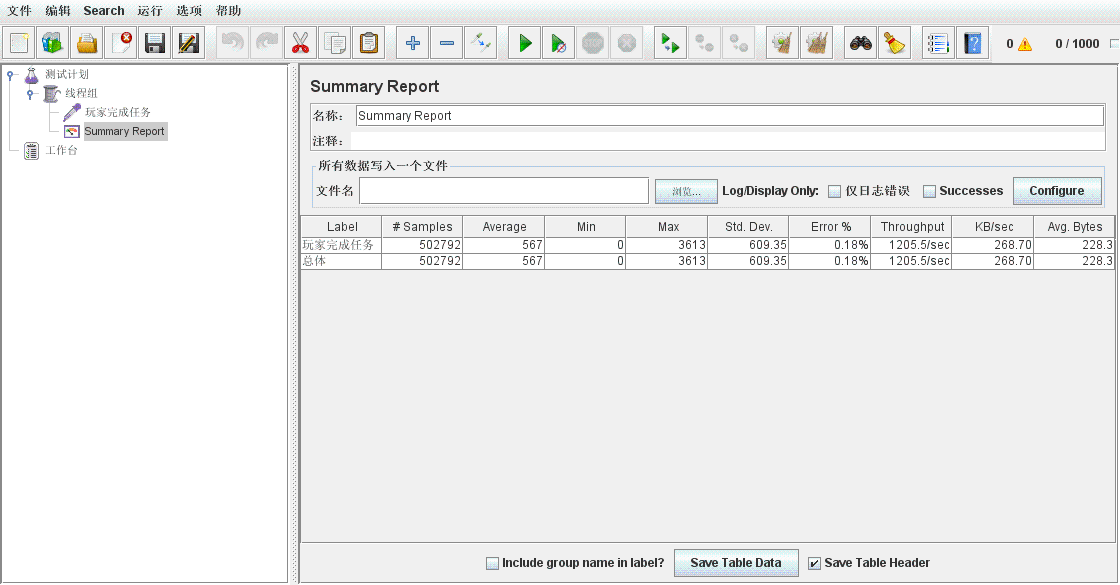 文件 编辑 Search 运行 选项 帮助
STOP 0 0 / 1000
测试计划
线程组
玩家完成任务
Summary Report
工作台
Summary Report
名称： Summary Report
注释：
所有数据写入一个文件
文件名 浏览... Log/Display Only: 仅日志错误 Successes Configure
Label # Samples Average Min Max Std. Dev. Error % Throughput KB/sec Avg. Bytes
玩家完成任务 502792 567 0 3613 609.35 0.18% 1205.5/sec 268.70 228.3
总体 502792 567 0 3613 609.35 0.18% 1205.5/sec 268.70 228.3
Include group name in label? Save Table Data Save Table Header